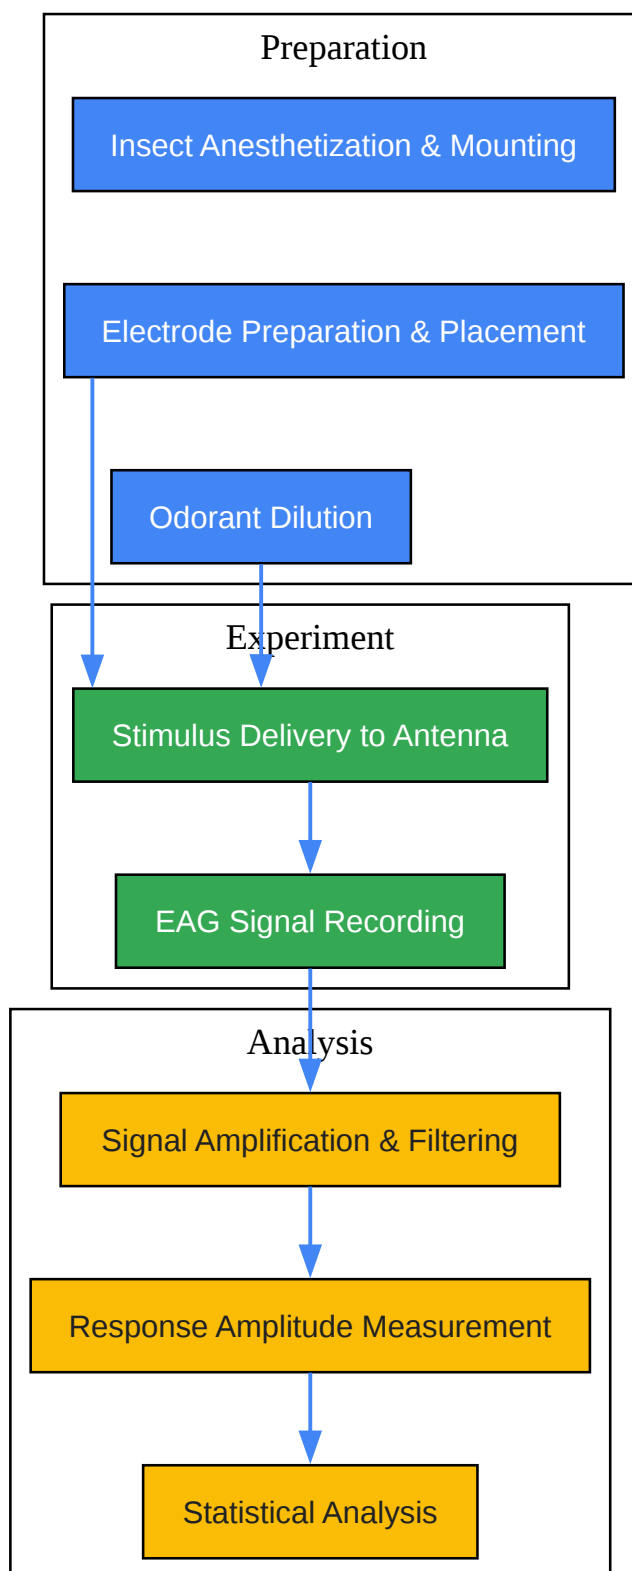 Preparation
Insect Anesthetization & Mounting
Electrode Preparation & Placement
Odorant Dilution
Experiment
Stimulus Delivery to Antenna
EAG Signal Recording
Analysis
Signal Amplification & Filtering
Response Amplitude Measurement
Statistical Analysis